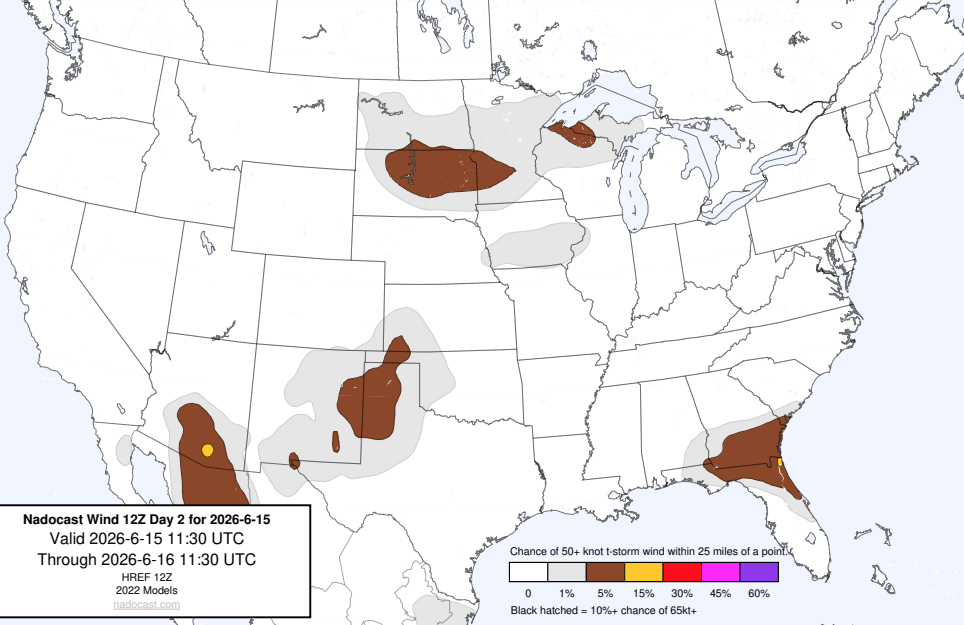 Nadocast Wind 12Z Day 2 for 2026-6-15
Valid 2026-6-15 11:30 UTC
Through 2026-6-16 11:30 UTC
HREF 12Z
2022 Models
nadocast.com
Chance of 50+ knot t-storm wind within 25 miles of a point.
0 1% 5% 15% 30% 45% 60%
Black hatched = 10%+ chance of 65kt+